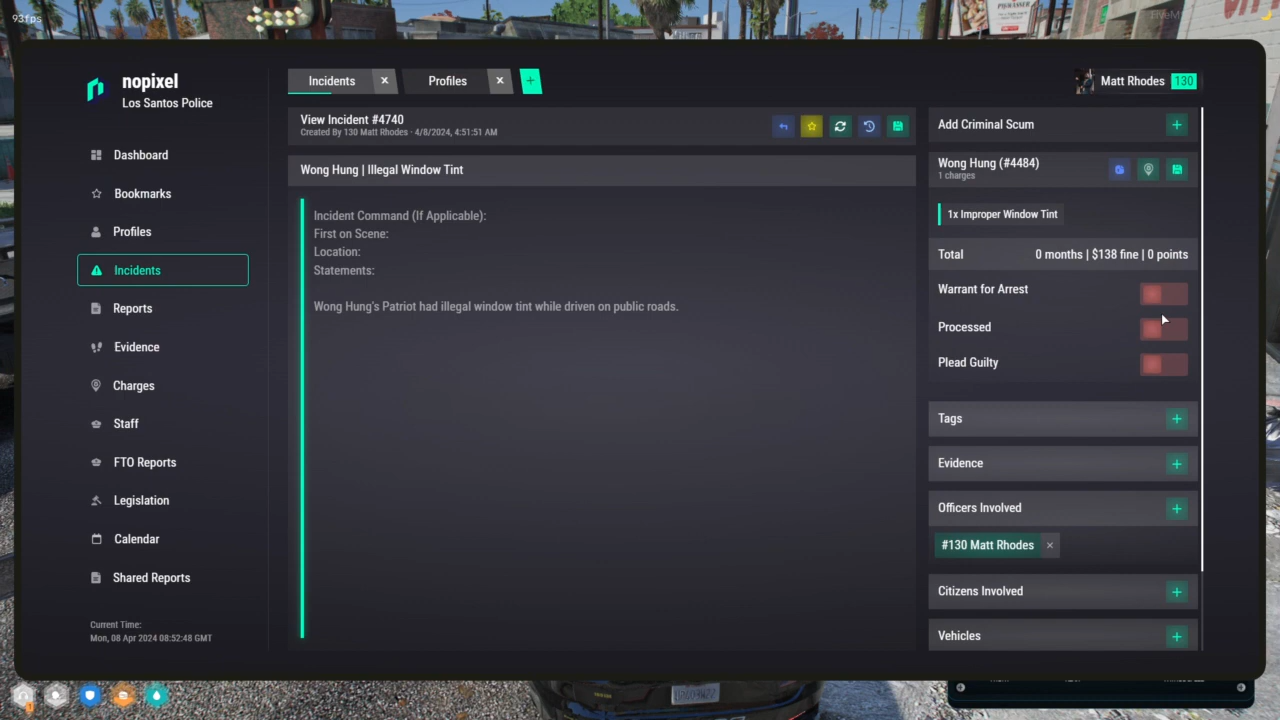 93fps
nopixel
Los Santos Police
Incidents
Profiles
Matt Rhodes 130
View Incident #4740
Created By 130 Matt Rhodes · 4/8/2024, 4:51:51 AM
Add Criminal Scum
Dashboard
Bookmarks
Profiles
Incidents
Reports
Evidence
Charges
Staff
FTO Reports
Legislation
Calendar
Shared Reports
Current Time:
Mon, 08 Apr 2024 08:52:48 GMT
Wong Hung | Illegal Window Tint
Incident Command (If Applicable):
First on Scene:
Location:
Statements:
Wong Hung's Patriot had illegal window tint while driven on public roads.
Wong Hung (#4484)
1 charges
1x Improper Window Tint
Total 0 months | $138 fine | 0 points
Warrant for Arrest
Processed
Plead Guilty
Tags
Evidence
Officers Involved
#130 Matt Rhodes
Citizens Involved
Vehicles